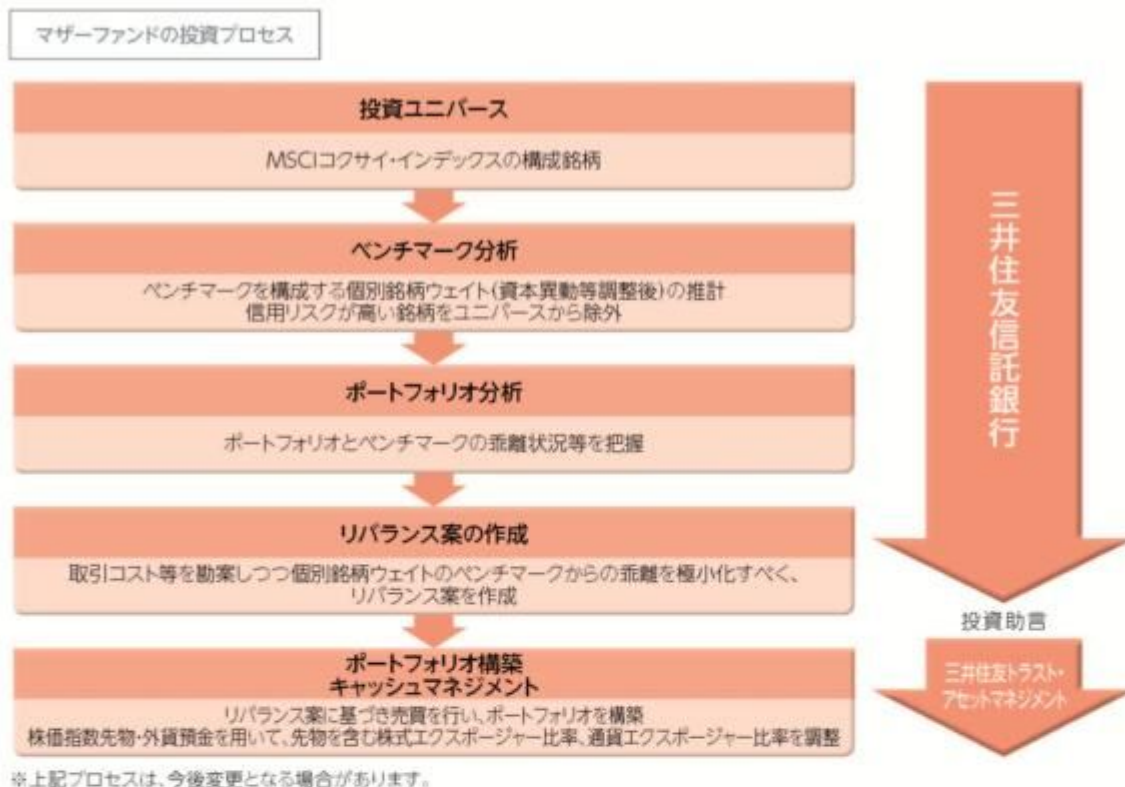 マザーファンドの投資プロセス
投資ユニバース
MSCIコクサイ・インデックスの構成銘柄
ベンチマーク分析
ベンチマークを構成する個別銘柄ウェイト(資本異動等調整後)の推計
信用リスクが高い銘柄をユニバースから除外
ポートフォリオ分析
ポートフォリオとベンチマークの乖離状況等を把握
リバランス案の作成
取引コスト等を勘案しつつ個別銘柄ウェイトのベンチマークからの乖離を極小化すべく、
リバランス案を作成
ポートフォリオ構築
キャッシュマネジメント
リバランス案に基づき売買を行い、ポートフォリオを構築
株価指数先物・外貨預金を用いて、先物を含む株式エクスポージャー比率、通貨エクスポージャー比率を調整
三井住友信託銀行
投資助言
三井住友トラスト・
アセットマネジメント
※上記プロセスは、今後変更となる場合があります。